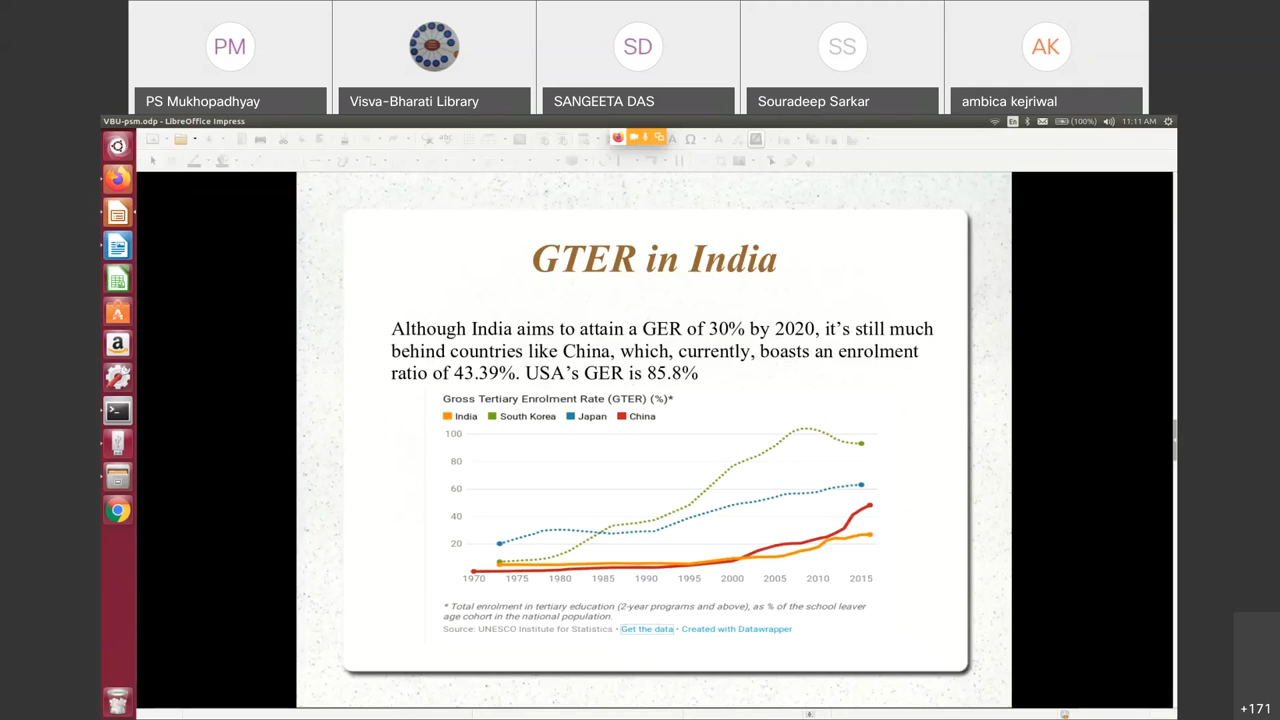 PM
SD
SS
AK
PS Mukhopadhyay
Visva-Bharati Library
SANGEETA DAS
Souradeep Sarkar
ambica kejriwal
VBU-psm.odp - LibreOffice Impress
En
(100%)
11:11 AM
GTER in India
Although India aims to attain a GER of 30% by 2020, it's still much
behind countries like China, which, currently, boasts an enrolment
ratio of 43.39%. USA's GER is 85.8%
Gross Tertiary Enrolment Rate (GTER) (%)*
India South Korea Japan China
100
80
60
40
20
1970 1975 1980 1985 1990 1995 2000 2005 2010 2015
* Total enrolment in tertiary education (2-year programs and above), as % of the school leaver
age cohort in the national population.
Source: UNESCO Institute for Statistics • Get the data • Created with Datawrapper
+171